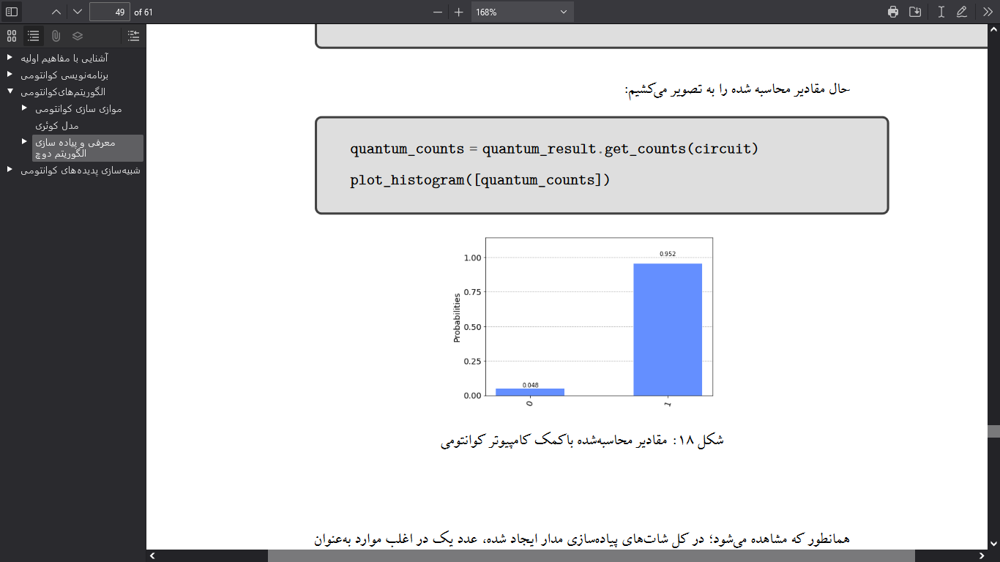 49 of 61
168%
آشنایی با مفاهیم اولیه
برنامه‌نویسی کوانتومی
الگوریتم‌های‌کوانتومی
موازی سازی کوانتومی
مدل کوئری
معرفی و پیاده سازی
الگوریتم دوچ
شبیه‌سازی پدیده‌های کوانتومی
حال مقادیر محاسبه شده را به تصویر می‌کشیم:
quantum_counts = quantum_result.get_counts(circuit)
plot_histogram([quantum_counts])
Probabilities
1.00
0.75
0.50
0.25
0.00
0.048
0.952
0
1
شکل ۱۸: مقادیر محاسبه‌شده باکمک کامپیوتر کوانتومی
همانطور که مشاهده می‌شود؛ در کل شات‌های پیاده‌سازی مدار ایجاد شده، عدد یک در اغلب موارد به‌عنوان